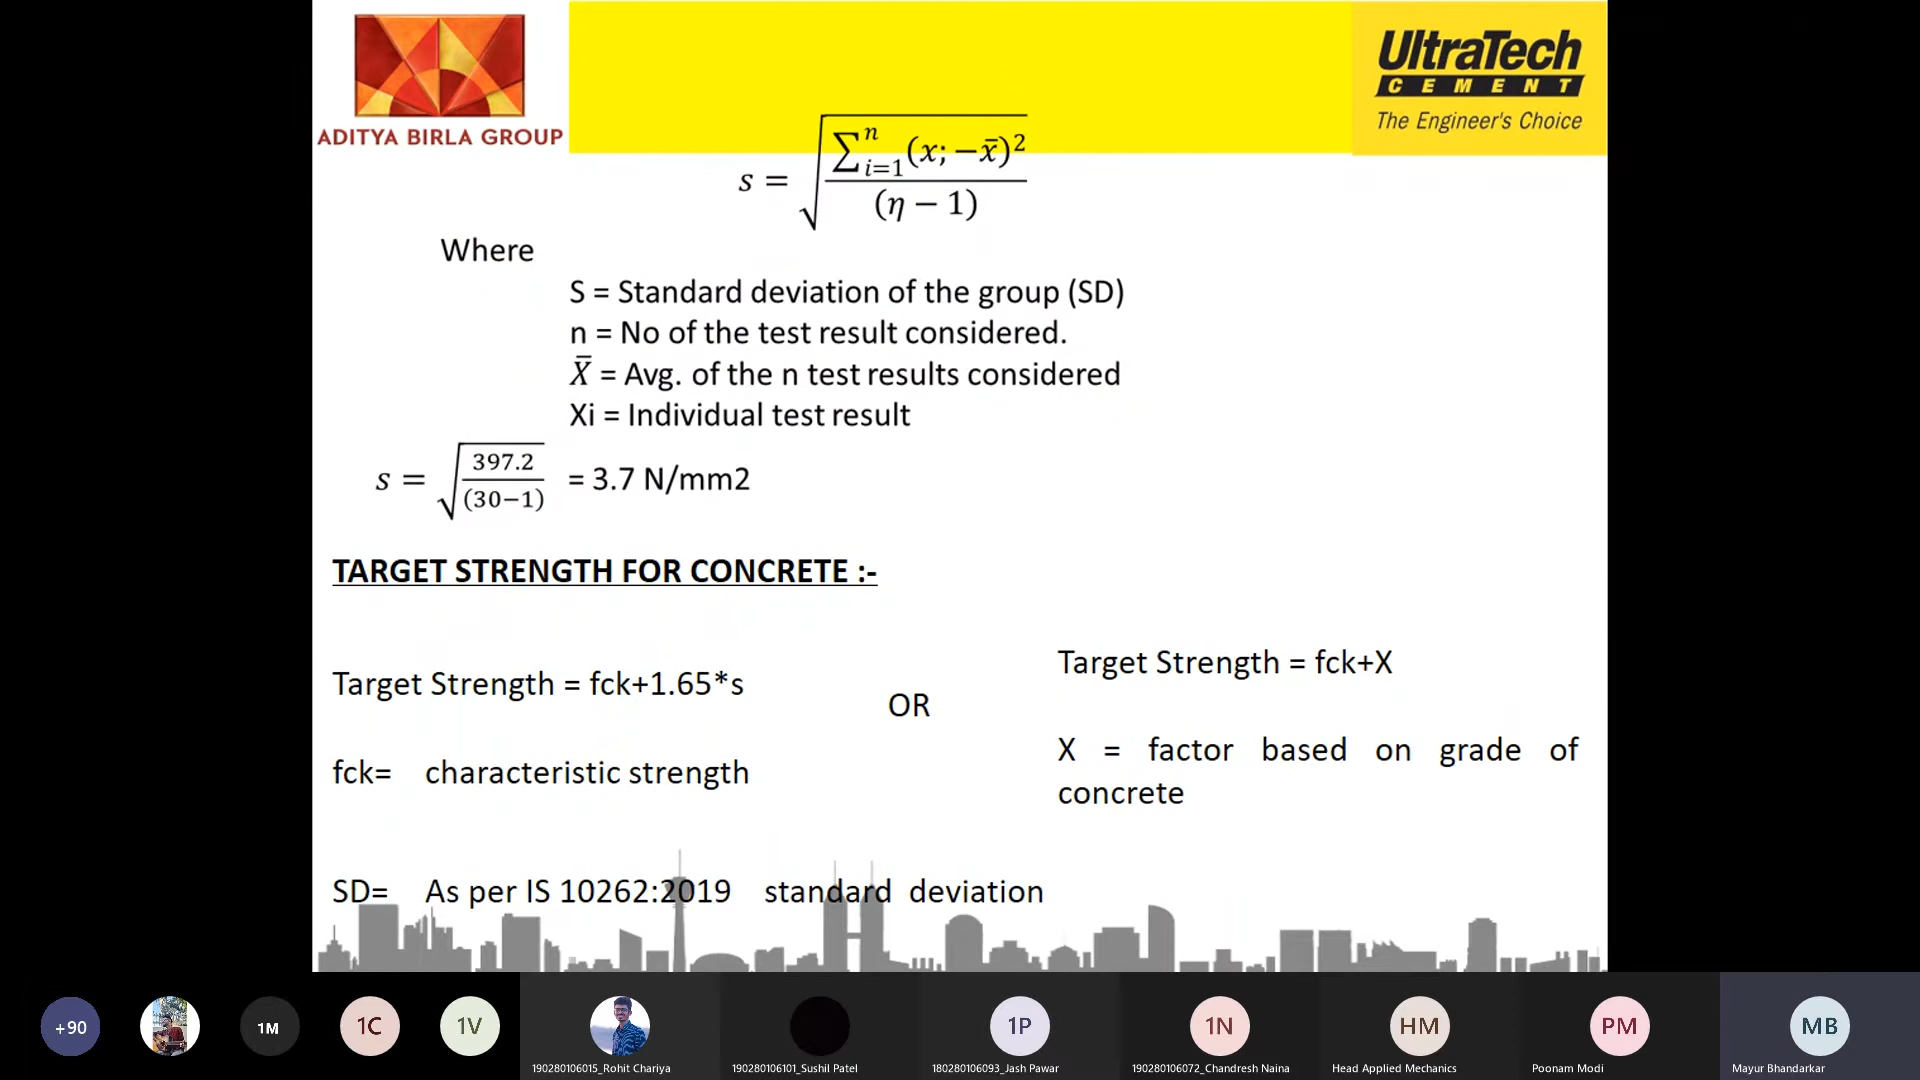 ADITYA BIRLA GROUP
UltraTech
CEMENT
The Engineer's Choice
s = √(∑ⁿᵢ₌₁(x; −x̄)² / (η − 1))
Where
S = Standard deviation of the group (SD)
n = No of the test result considered.
X̄ = Avg. of the n test results considered
Xi = Individual test result
s = √(397.2 / (30−1)) = 3.7 N/mm2
TARGET STRENGTH FOR CONCRETE :-
Target Strength = fck+1.65*s
OR
Target Strength = fck+X
fck= characteristic strength
X = factor based on grade of
concrete
SD= As per IS 10262:2019 standard deviation
+90
1M
1C
1V
1P
1N
HM
PM
MB
190280106015_Rohit Chariya
190280106101_Sushil Patel
180280106093_Jash Pawar
190280106072_Chandresh Naina
Head Applied Mechanics
Poonam Modi
Mayur Bhandarkar